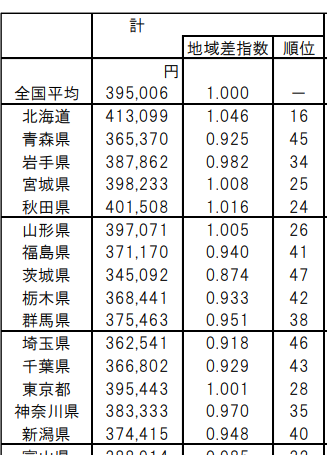 計
地域差指数 順位
円
全国平均 395,006 1.000 －
北海道 413,099 1.046 16
青森県 365,370 0.925 45
岩手県 387,862 0.982 34
宮城県 398,233 1.008 25
秋田県 401,508 1.016 24
山形県 397,071 1.005 26
福島県 371,170 0.940 41
茨城県 345,092 0.874 47
栃木県 368,441 0.933 42
群馬県 375,463 0.951 38
埼玉県 362,541 0.918 46
千葉県 366,802 0.929 43
東京都 395,443 1.001 28
神奈川県 383,333 0.970 35
新潟県 374,415 0.948 40